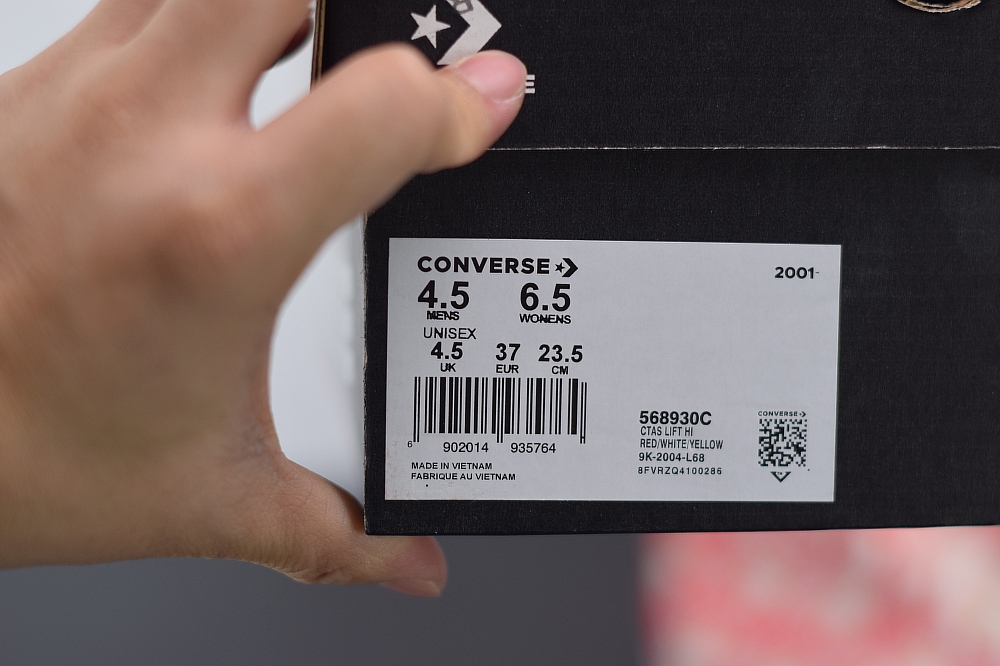 E
CONVERSE
2001-
4.5 6.5
MENS WONENS
UNISEX
4.5 37 23.5
UK EUR CM
6 902014 935764
MADE IN VIETNAM
FABRIQUE AU VIETNAM
568930C
CTAS LIFT HI
RED/WHITE/YELLOW
9K-2004-L68
8FVRZQ4100286
CONVERSE